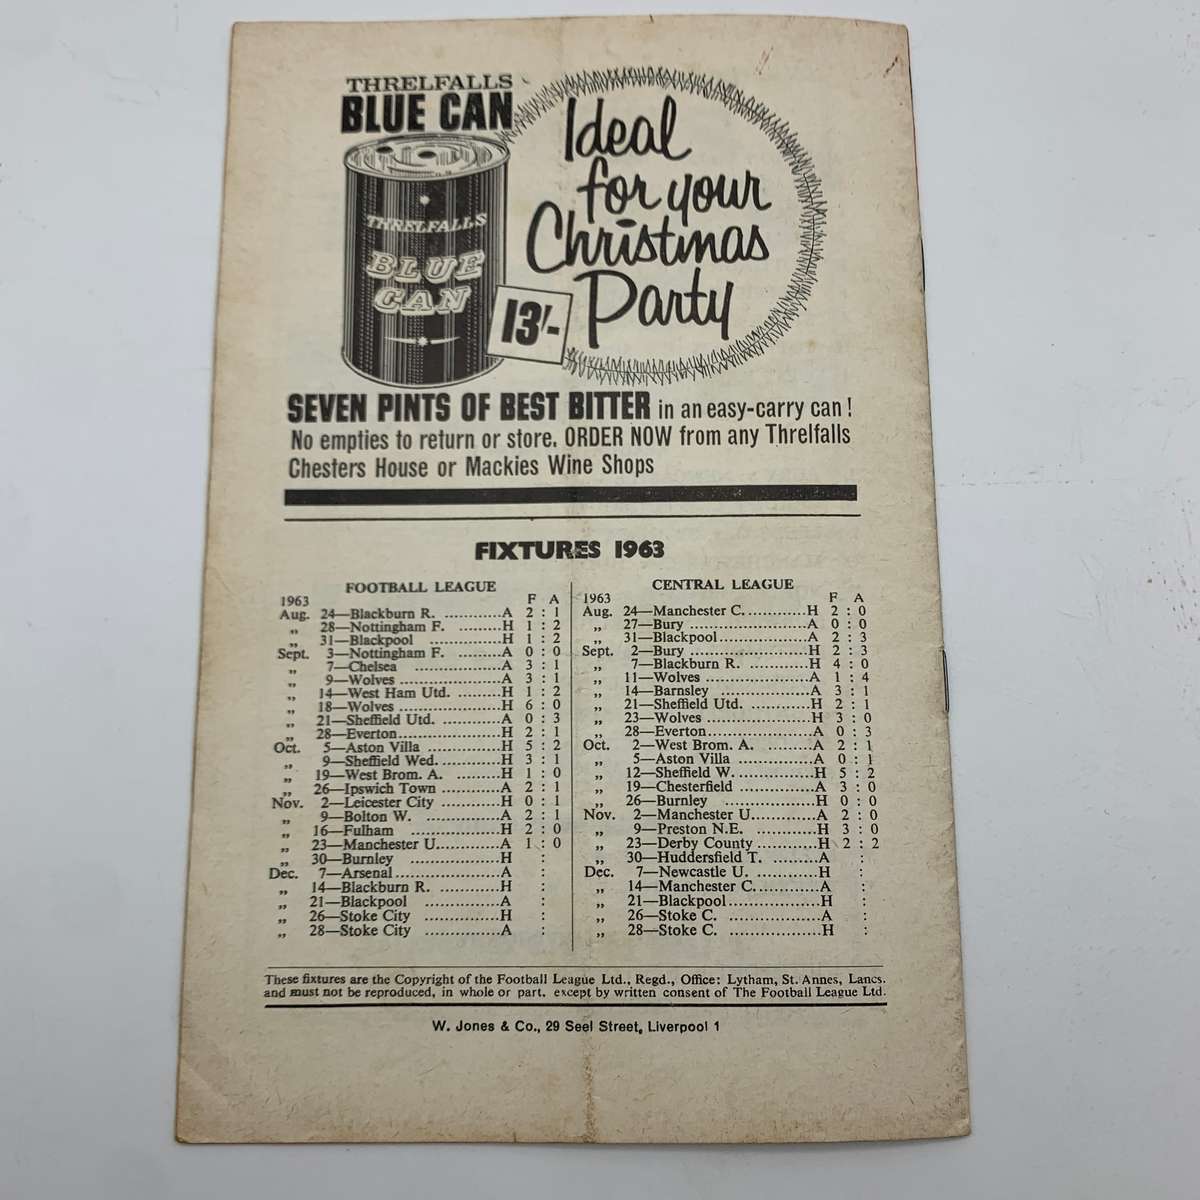 THRELFALLS
BLUE CAN
THRELFALLS
BLUE
CAN
13'-
Ideal
for your
Christmas
Party
SEVEN PINTS OF BEST BITTER in an easy-carry can !
No empties to return or store. ORDER NOW from any Threlfalls
Chesters House or Mackies Wine Shops
FIXTURES 1963
FOOTBALL LEAGUE
1963 F A
Aug. 24—Blackburn R. ..........A 2 : 1
„ 28—Nottingham F. ........H 1 : 2
„ 31—Blackpool ............H 1 : 2
Sept. 3—Nottingham F. ........A 0 : 0
„ 7—Chelsea ..............A 3 : 1
„ 9—Wolves ...............A 3 : 1
„ 14—West Ham Utd. ........H 1 : 2
„ 18—Wolves ...............H 6 : 0
„ 21—Sheffield Utd. .......A 0 : 3
„ 28—Everton...............H 2 : 1
Oct. 5—Aston Villa ..........H 5 : 2
„ 9—Sheffield Wed.........H 3 : 1
„ 19—West Brom. A. ........H 1 : 0
„ 26—Ipswich Town .........A 2 : 1
Nov. 2—Leicester City .......H 0 : 1
„ 9—Bolton W. ............A 2 : 1
„ 16—Fulham ...............H 2 : 0
„ 23—Manchester U..........A 1 : 0
„ 30—Burnley ..............H :
Dec. 7—Arsenal...............A :
„ 14—Blackburn R. .........H :
„ 21—Blackpool ............A :
„ 26—Stoke City ...........H :
„ 28—Stoke City ...........A :
CENTRAL LEAGUE
1963 F A
Aug. 24—Manchester C. ........H 2 : 0
„ 27—Bury .................A 0 : 0
„ 31—Blackpool.............A 2 : 3
Sept. 2—Bury .................H 2 : 3
„ 7—Blackburn R. .........H 4 : 0
„ 11—Wolves ...............A 1 : 4
„ 14—Barnsley .............A 3 : 1
„ 21—Sheffield Utd. .......H 2 : 1
„ 23—Wolves ...............H 3 : 0
„ 28—Everton...............A 0 : 3
Oct. 2—West Brom. A. ........A 2 : 1
„ 5—Aston Villa ..........A 0 : 1
„ 12—Sheffield W. .........H 5 : 2
„ 19—Chesterfield .........A 3 : 0
„ 26—Burnley ..............H 0 : 0
Nov. 2—Manchester U..........A 2 : 0
„ 9—Preston N.E. .........H 3 : 0
„ 23—Derby County .........H 2 : 2
„ 30—Huddersfield T. ......A :
Dec. 7—Newcastle U. .........H :
„ 14—Manchester C..........A :
„ 21—Blackpool.............H :
„ 26—Stoke C. .............A :
„ 28—Stoke C. .............H :
These fixtures are the Copyright of the Football League Ltd., Regd., Office: Lytham, St. Annes, Lancs.
and must not be reproduced, in whole or part. except by written consent of The Football League Ltd.
W. Jones & Co., 29 Seel Street, Liverpool 1